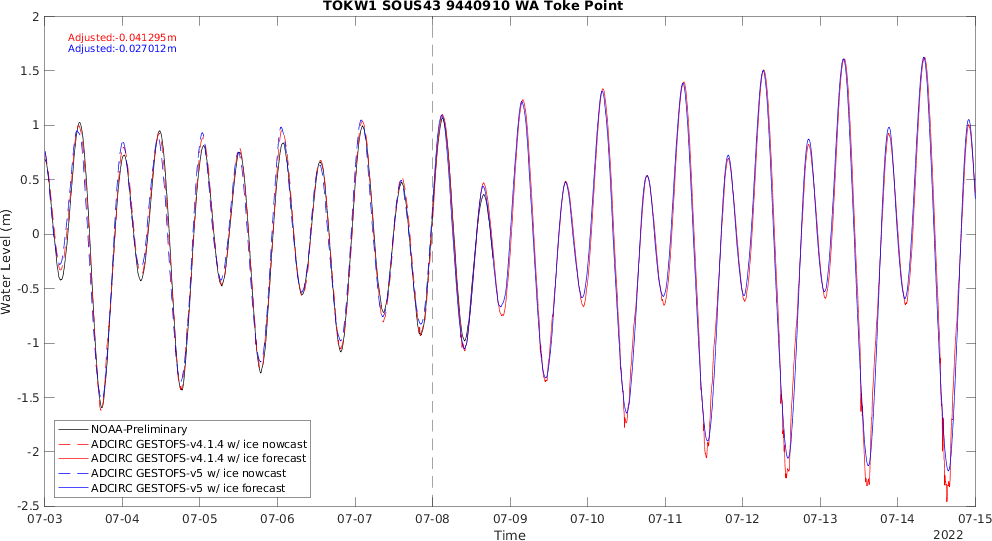 TOKW1 SOUS43 9440910 WA Toke Point
Adjusted:-0.041295m
Adjusted:-0.027012m
2
1.5
1
0.5
0
-0.5
-1
-1.5
-2
-2.5
Water Level (m)
NOAA-Preliminary
ADCIRC GESTOFS-v4.1.4 w/ ice nowcast
ADCIRC GESTOFS-v4.1.4 w/ ice forecast
ADCIRC GESTOFS-v5 w/ ice nowcast
ADCIRC GESTOFS-v5 w/ ice forecast
07-03 07-04 07-05 07-06 07-07 07-08 07-09 07-10 07-11 07-12 07-13 07-14 07-15
Time
2022